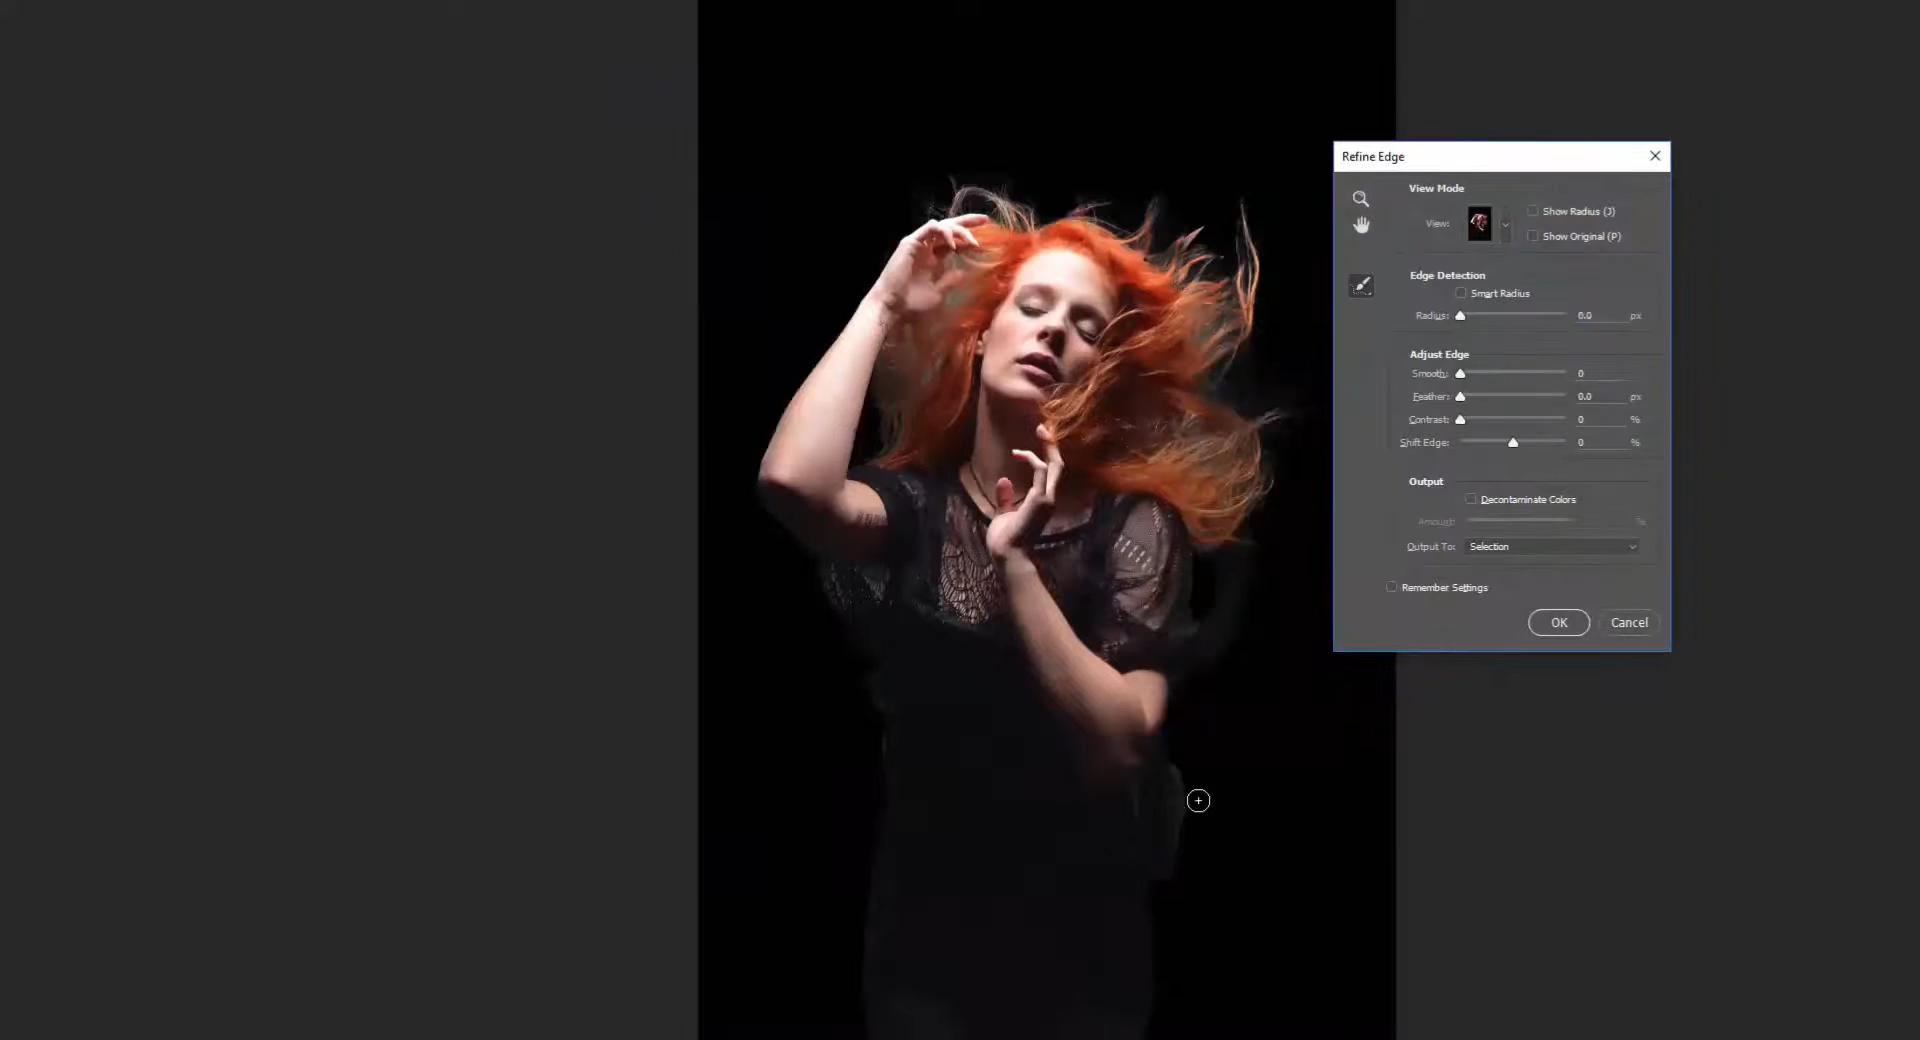 Refine Edge
View Mode
View:
Show Radius (J)
Show Original (P)
Edge Detection
Smart Radius
Radius: 0.0 px
Adjust Edge
Smooth: 0
Feather: 0.0 px
Contrast: 0 %
Shift Edge: 0 %
Output
Decontaminate Colors
Amount: %
Output To: Selection
Remember Settings
OK Cancel